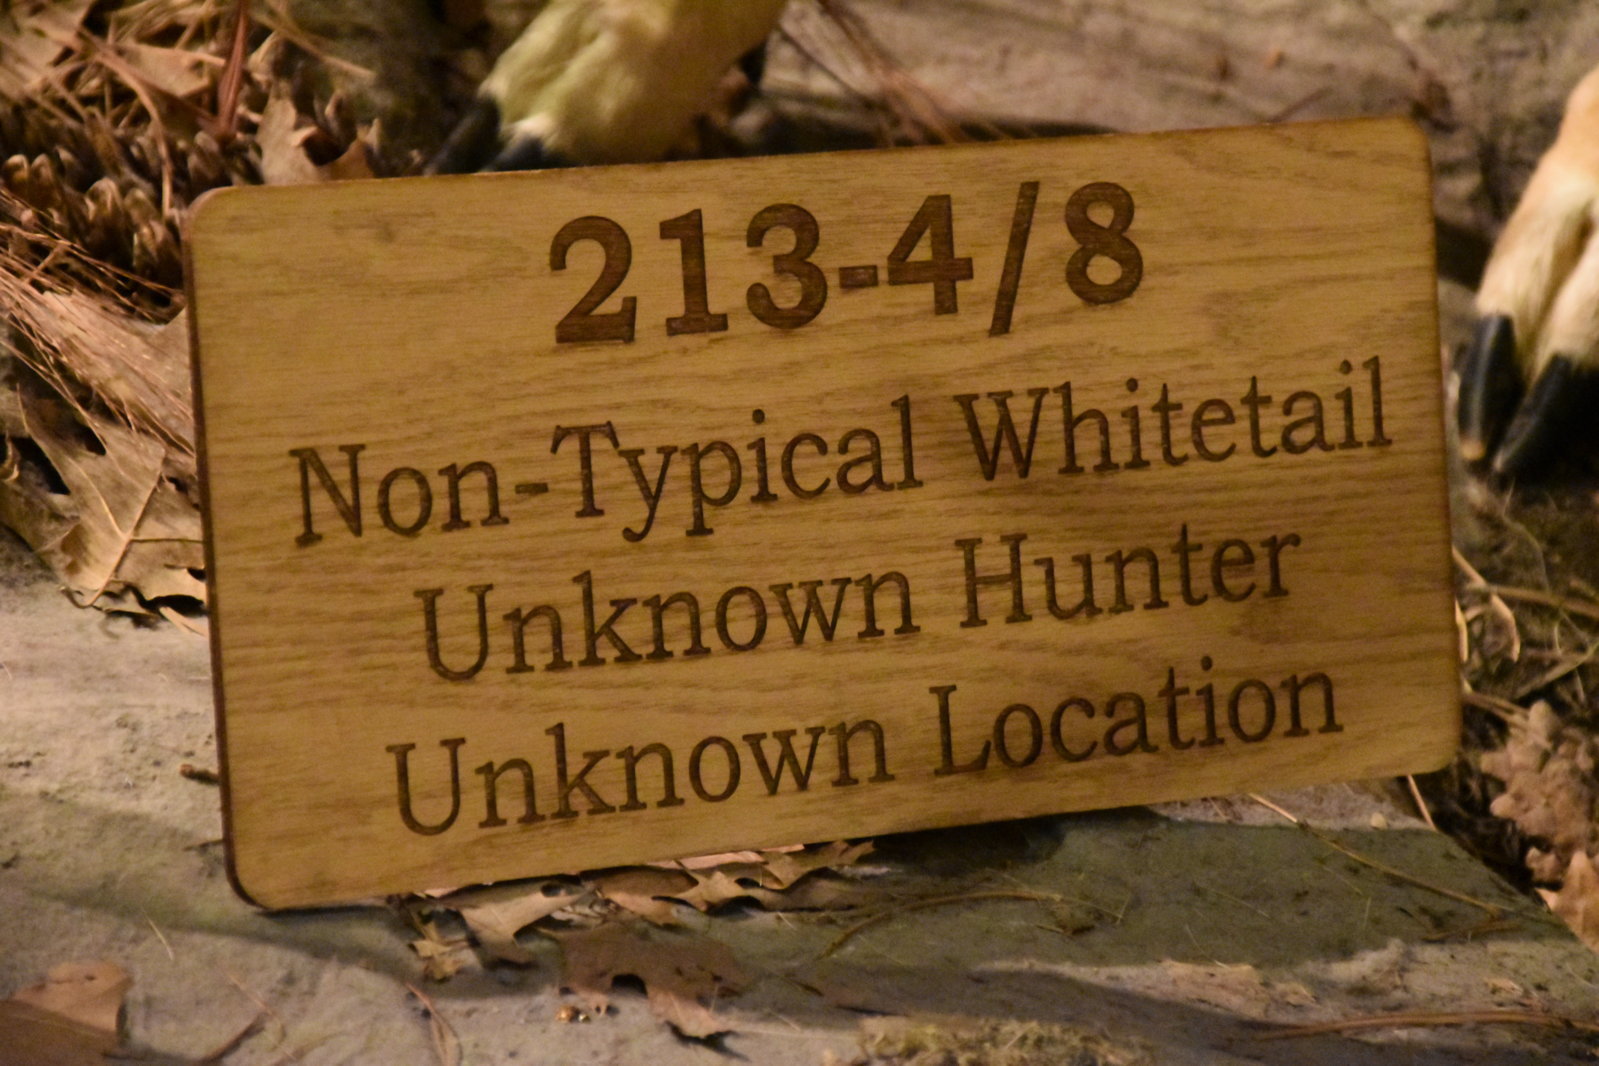 213-4/8
Non-Typical Whitetail
Unknown Hunter
Unknown Location